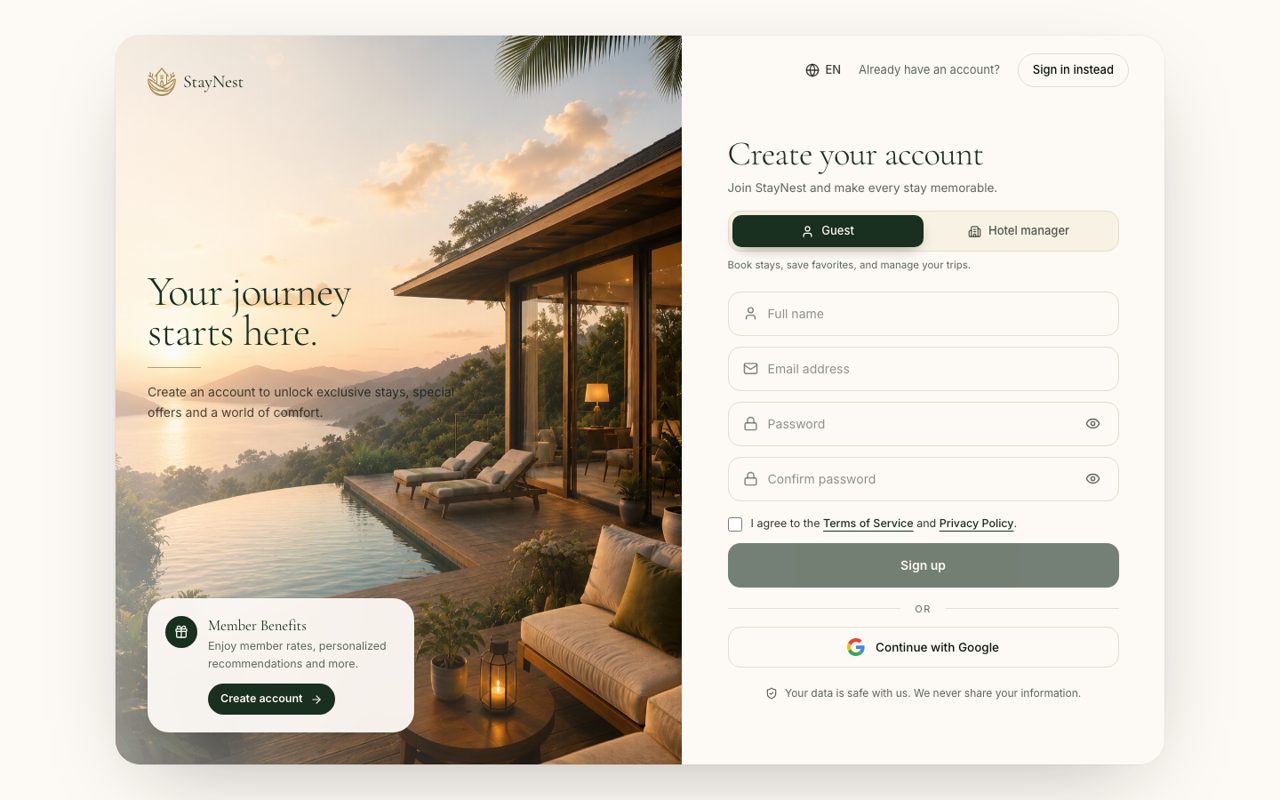 StayNest
EN
Already have an account?
Sign in instead
Your journey
starts here.
Create an account to unlock exclusive stays, special
offers and a world of comfort.
Member Benefits
Enjoy member rates, personalized
recommendations and more.
Create account
Create your account
Join StayNest and make every stay memorable.
Guest
Hotel manager
Book stays, save favorites, and manage your trips.
Full name
Email address
Password
Confirm password
I agree to the Terms of Service and Privacy Policy.
Sign up
OR
Continue with Google
Your data is safe with us. We never share your information.